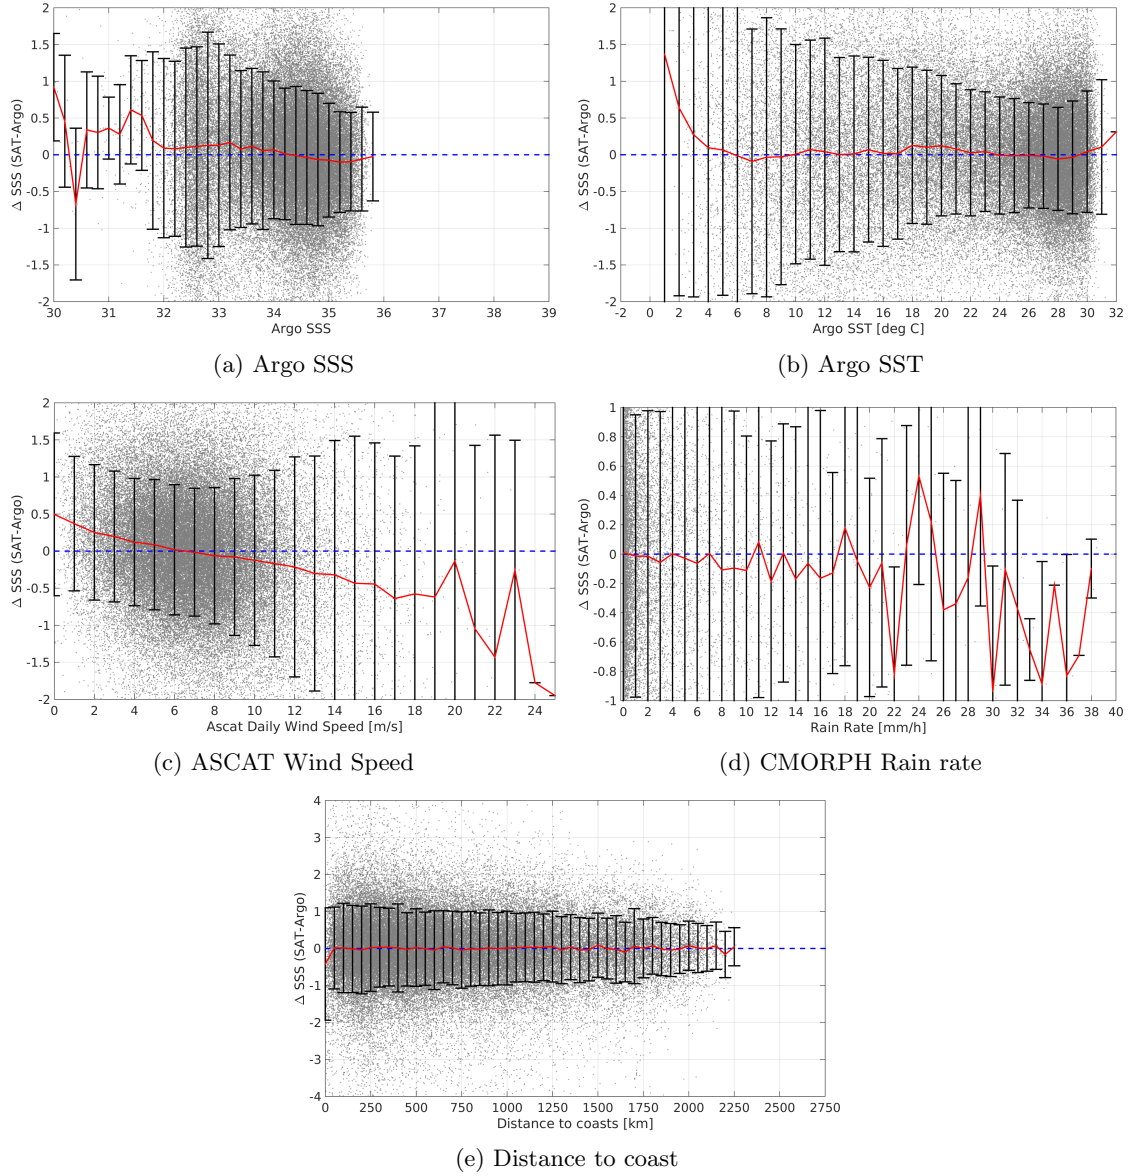 2
1.5
1
0.5
0
-0.5
-1
-1.5
-2
Δ SSS (SAT-Argo)
30 31 32 33 34 35 36 37 38 39
Argo SSS
(a) Argo SSS
2
1.5
1
0.5
0
-0.5
-1
-1.5
-2
Δ SSS (SAT-Argo)
-2 0 2 4 6 8 10 12 14 16 18 20 22 24 26 28 30 32
Argo SST [deg C]
(b) Argo SST
2
1.5
1
0.5
0
-0.5
-1
-1.5
-2
Δ SSS (SAT-Argo)
0 2 4 6 8 10 12 14 16 18 20 22 24
Ascat Daily Wind Speed [m/s]
(c) ASCAT Wind Speed
1
0.8
0.6
0.4
0.2
0
-0.2
-0.4
-0.6
-0.8
-1
Δ SSS (SAT-Argo)
0 2 4 6 8 10 12 14 16 18 20 22 24 26 28 30 32 34 36 38 40
Rain Rate [mm/h]
(d) CMORPH Rain rate
4
3
2
1
0
-1
-2
-3
-4
Δ SSS (SAT-Argo)
0 250 500 750 1000 1250 1500 1750 2000 2250 2500 2750
Distance to coasts [km]
(e) Distance to coast